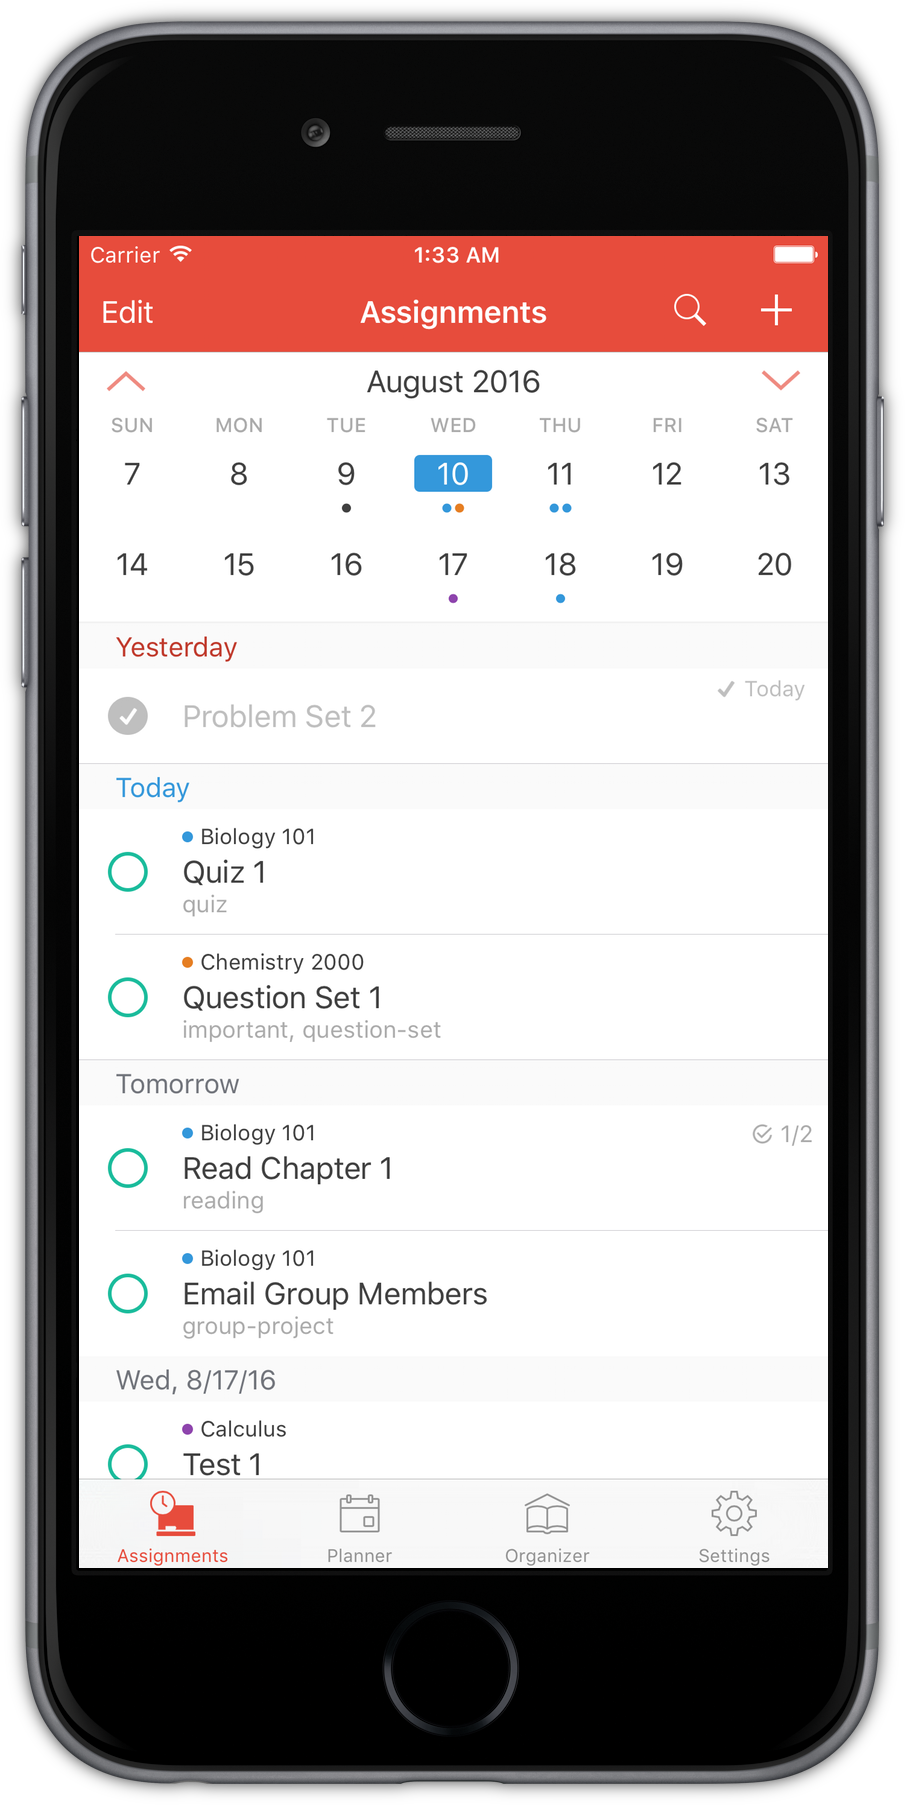 Carrier 1:33 AM
Edit Assignments
August 2016
SUN MON TUE WED THU FRI SAT
7 8 9 10 11 12 13
14 15 16 17 18 19 20
Yesterday
Today
Problem Set 2
Today
Biology 101
Quiz 1
quiz
Chemistry 2000
Question Set 1
important, question-set
Tomorrow
Biology 101 1/2
Read Chapter 1
reading
Biology 101
Email Group Members
group-project
Wed, 8/17/16
Calculus
Test 1
Assignments Planner Organizer Settings